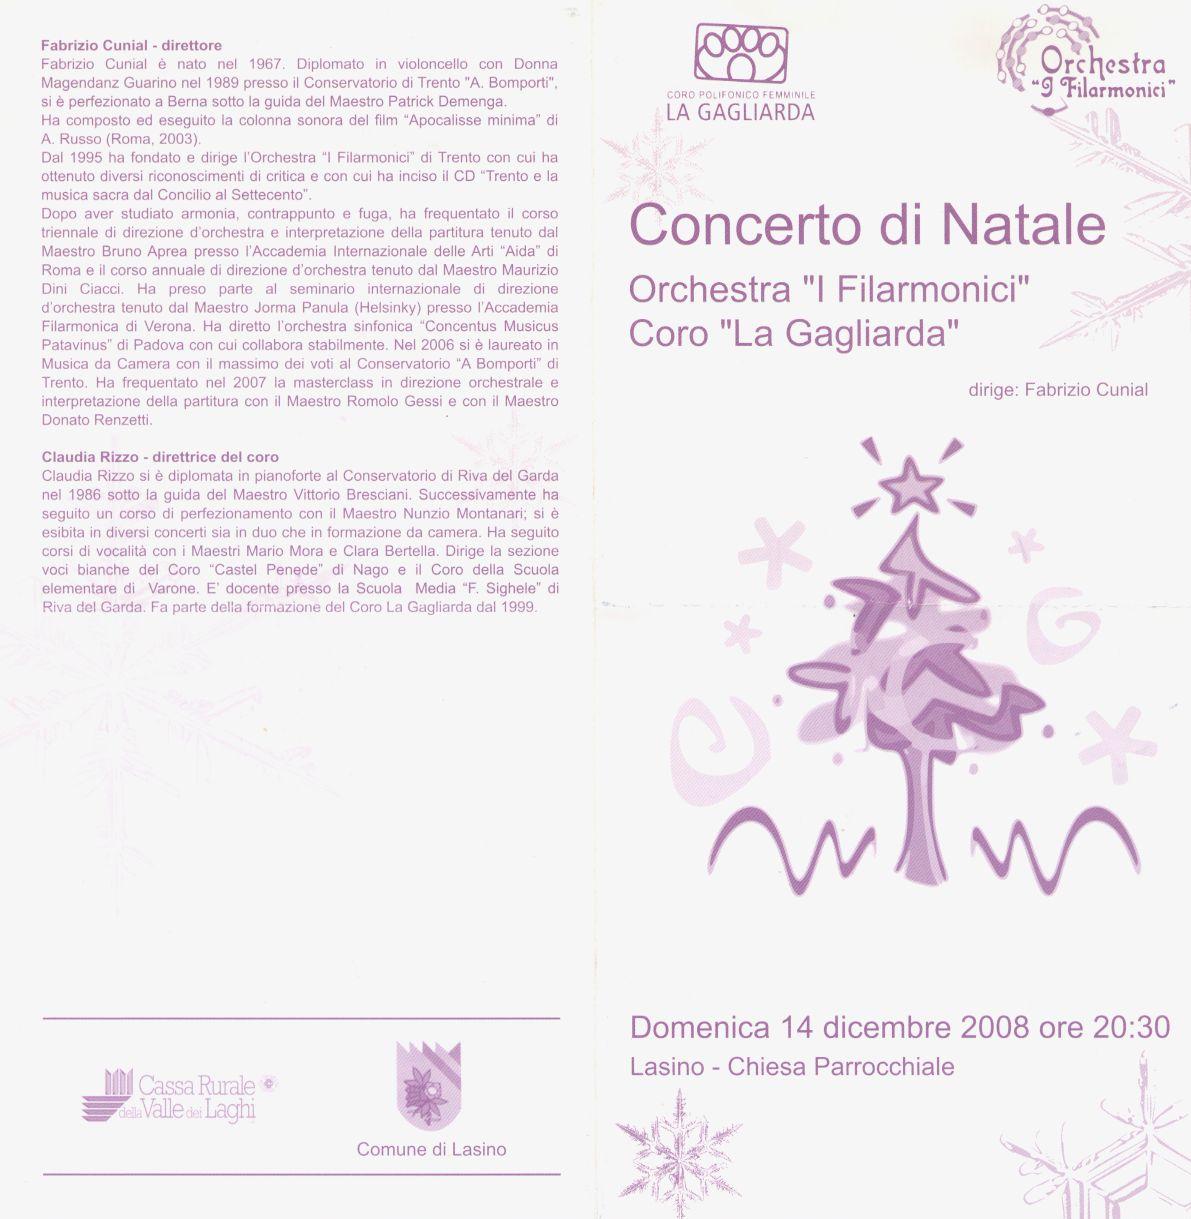 Fabrizio Cunial - direttore
Fabrizio Cunial è nato nel 1967. Diplomato in violoncello con Donna
Magendanz Guarino nel 1989 presso il Conservatorio di Trento "A. Bomporti",
si è perfezionato a Berna sotto la guida del Maestro Patrick Demenga.
Ha composto ed eseguito la colonna sonora del film “Apocalisse minima” di
A. Russo (Roma, 2003).
Dal 1995 ha fondato e dirige l’Orchestra “I Filarmonici” di Trento con cui ha
ottenuto diversi riconoscimenti di critica e con cui ha inciso il CD “Trento e la
musica sacra dal Concilio al Settecento”.
Dopo aver studiato armonia, contrappunto e fuga, ha frequentato il corso
triennale di direzione d’orchestra e interpretazione della partitura tenuto dal
Maestro Bruno Aprea presso l’Accademia Internazionale delle Arti “Aida” di
Roma e il corso annuale di direzione d’orchestra tenuto dal Maestro Maurizio
Dini Ciacci. Ha preso parte al seminario internazionale di direzione
d’orchestra tenuto dal Maestro Jorma Panula (Helsinky) presso l’Accademia
Filarmonica di Verona. Ha diretto l’orchestra sinfonica “Concentus Musicus
Patavinus” di Padova con cui collabora stabilmente. Nel 2006 si è laureato in
Musica da Camera con il massimo dei voti al Conservatorio “A Bomporti” di
Trento. Ha frequentato nel 2007 la masterclass in direzione orchestrale e
interpretazione della partitura con il Maestro Romolo Gessi e con il Maestro
Donato Renzetti.
Claudia Rizzo - direttrice del coro
Claudia Rizzo si è diplomata in pianoforte al Conservatorio di Riva del Garda
nel 1986 sotto la guida del Maestro Vittorio Bresciani. Successivamente ha
seguito un corso di perfezionamento con il Maestro Nunzio Montanari; si è
esibita in diversi concerti sia in duo che in formazione da camera. Ha seguito
corsi di vocalità con i Maestri Mario Mora e Clara Bertella. Dirige la sezione
voci bianche del Coro “Castel Penede” di Nago e il Coro della Scuola
elementare di Varone. E’ docente presso la Scuola Media “F. Sighele” di
Riva del Garda. Fa parte della formazione del Coro La Gagliarda dal 1999.
Cassa Rurale
della Valle dei Laghi
Comune di Lasino
CORO POLIFONICO FEMMINILE
LA GAGLIARDA
Orchestra
“I Filarmonici”
Concerto di Natale
Orchestra "I Filarmonici"
Coro "La Gagliarda"
dirige: Fabrizio Cunial
Domenica 14 dicembre 2008 ore 20:30
Lasino - Chiesa Parrocchiale